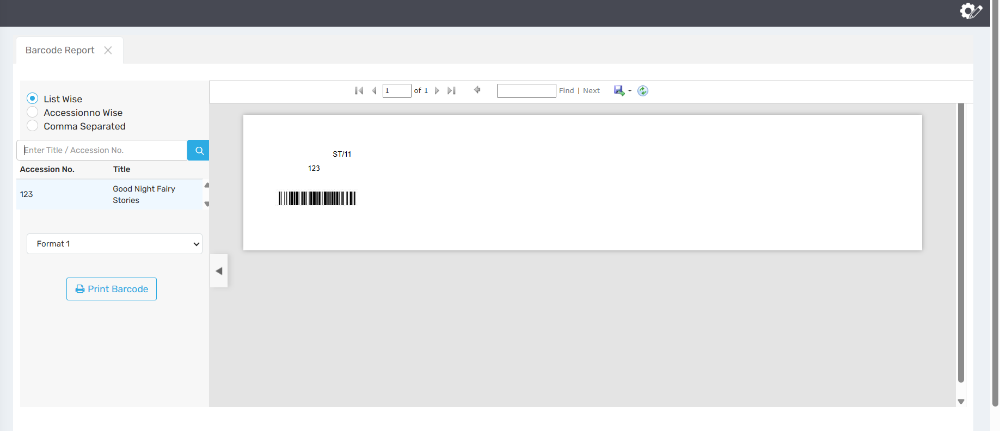 Barcode Report
List Wise
Accessionno Wise
Comma Separated
Enter Title / Accession No.
Accession No. Title
123 Good Night Fairy
Stories
Format 1
Print Barcode
1 of 1 Find | Next
ST/11
123